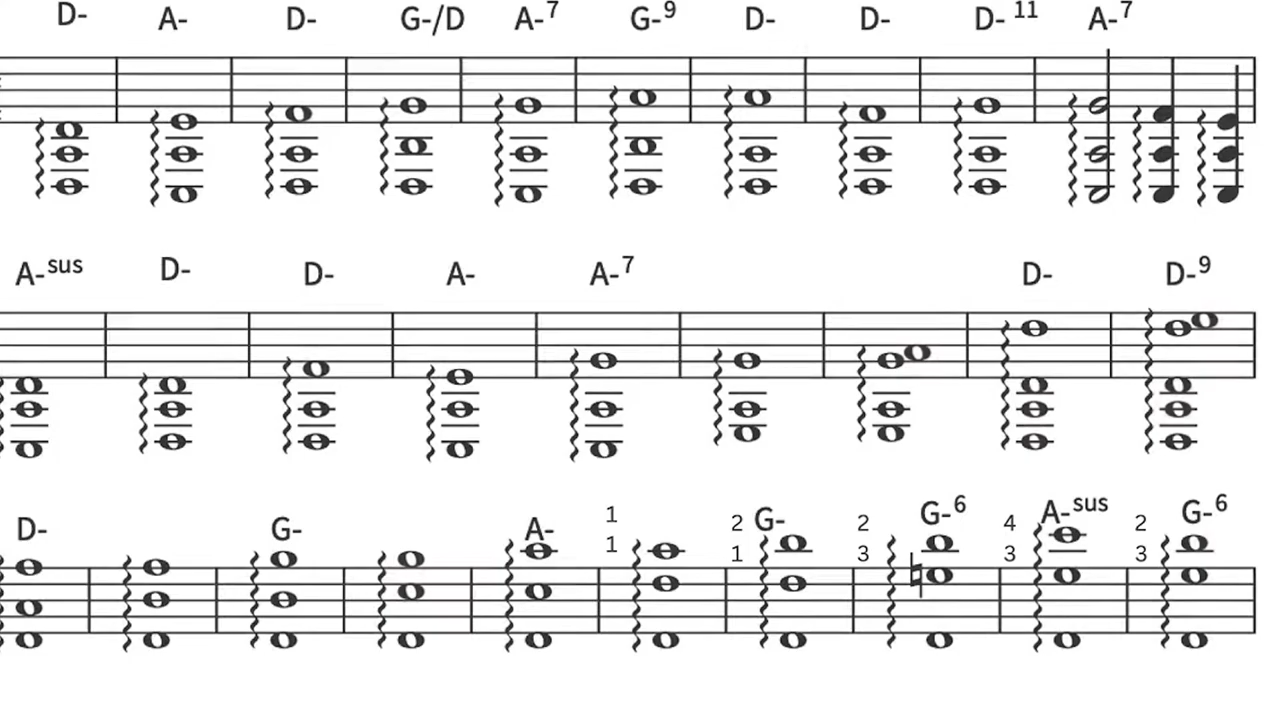 D- A- D- G-/D A-7 G-9 D- D- D- 11 A-7
A-sus D- D- A- A-7 D- D-9
D- G- A- 1 1 2 1 G- 2 3 G-6 4 3 A-sus 2 3 G-6